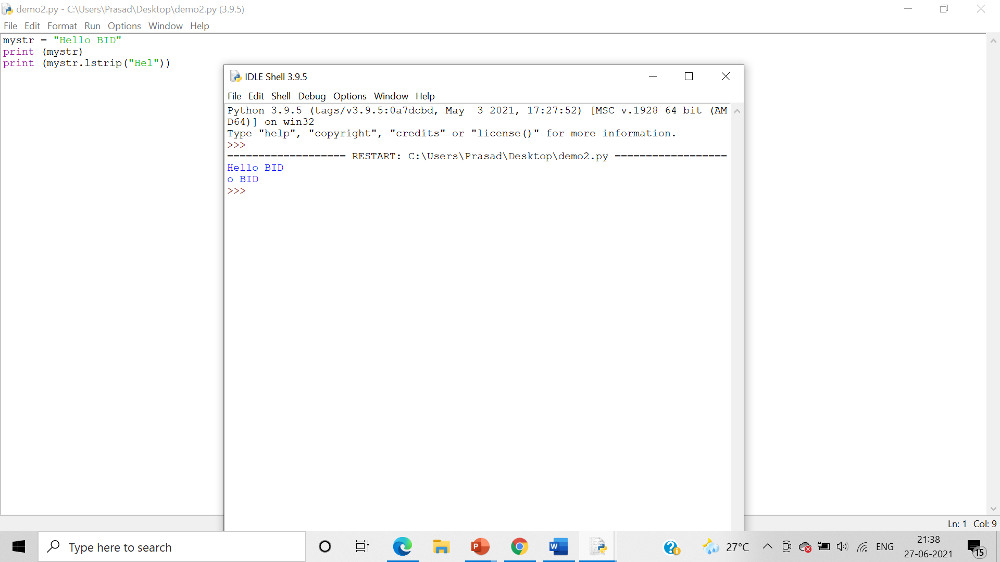 demo2.py - C:\Users\Prasad\Desktop\demo2.py (3.9.5)
File Edit Format Run Options Window Help
mystr = "Hello BID"
print (mystr)
print (mystr.lstrip("Hel"))
IDLE Shell 3.9.5
File Edit Shell Debug Options Window Help
Python 3.9.5 (tags/v3.9.5:0a7dcbd, May  3 2021, 17:27:52) [MSC v.1928 64 bit (AM
D64)] on win32
Type "help", "copyright", "credits" or "license()" for more information.
>>>
=================== RESTART: C:\Users\Prasad\Desktop\demo2.py ==================
Hello BID
o BID
>>>
Ln: 1 Col: 9
Type here to search
27°C
ENG
21:38
27-06-2021
15